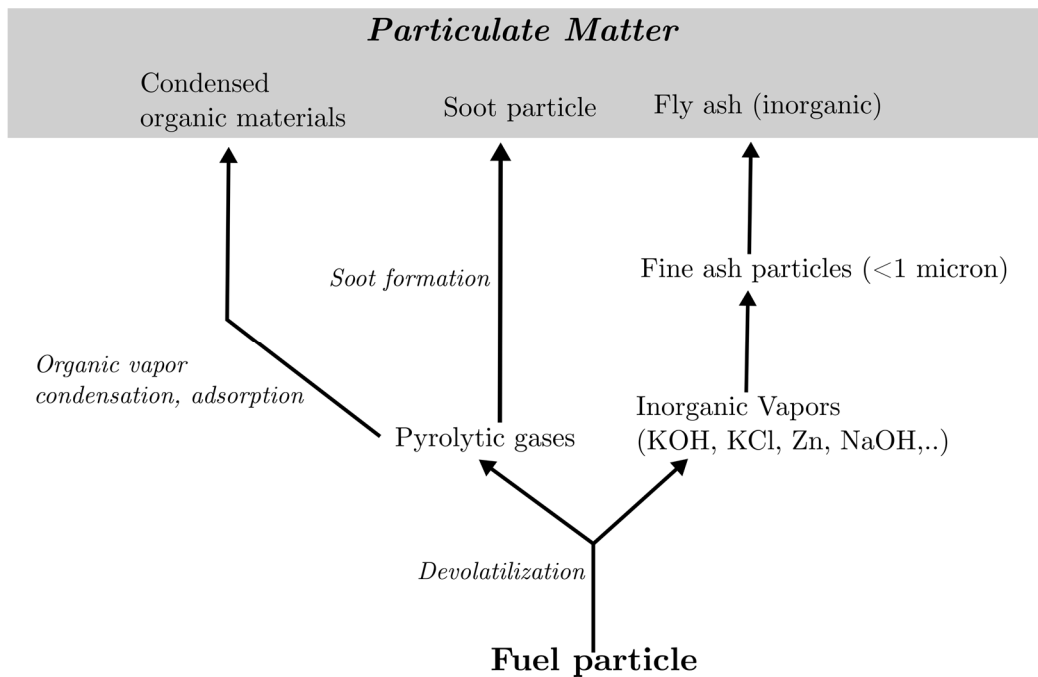 Particulate Matter
Condensed
organic materials
Soot particle
Fly ash (inorganic)
Soot formation
Fine ash particles (<1 micron)
Organic vapor
condensation, adsorption
Pyrolytic gases
Inorganic Vapors
(KOH, KCl, Zn, NaOH,..)
Devolatilization
Fuel particle